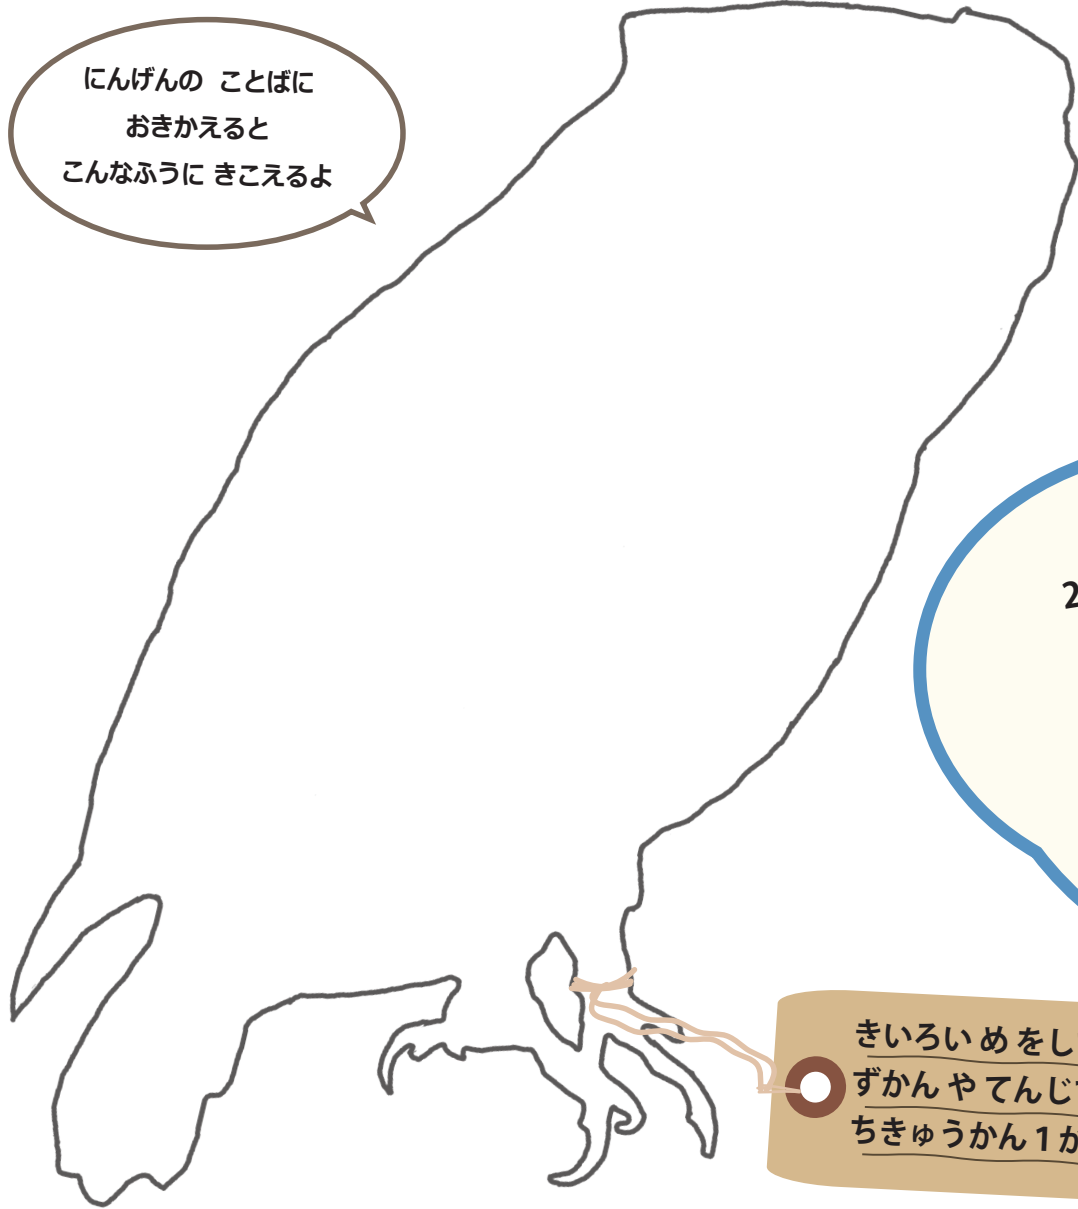 にんげんの ことばに
おきかえると
こんなふうに きこえるよ
2
きいろい め をし
ずかん や てんじ
ちきゅうかん 1 か